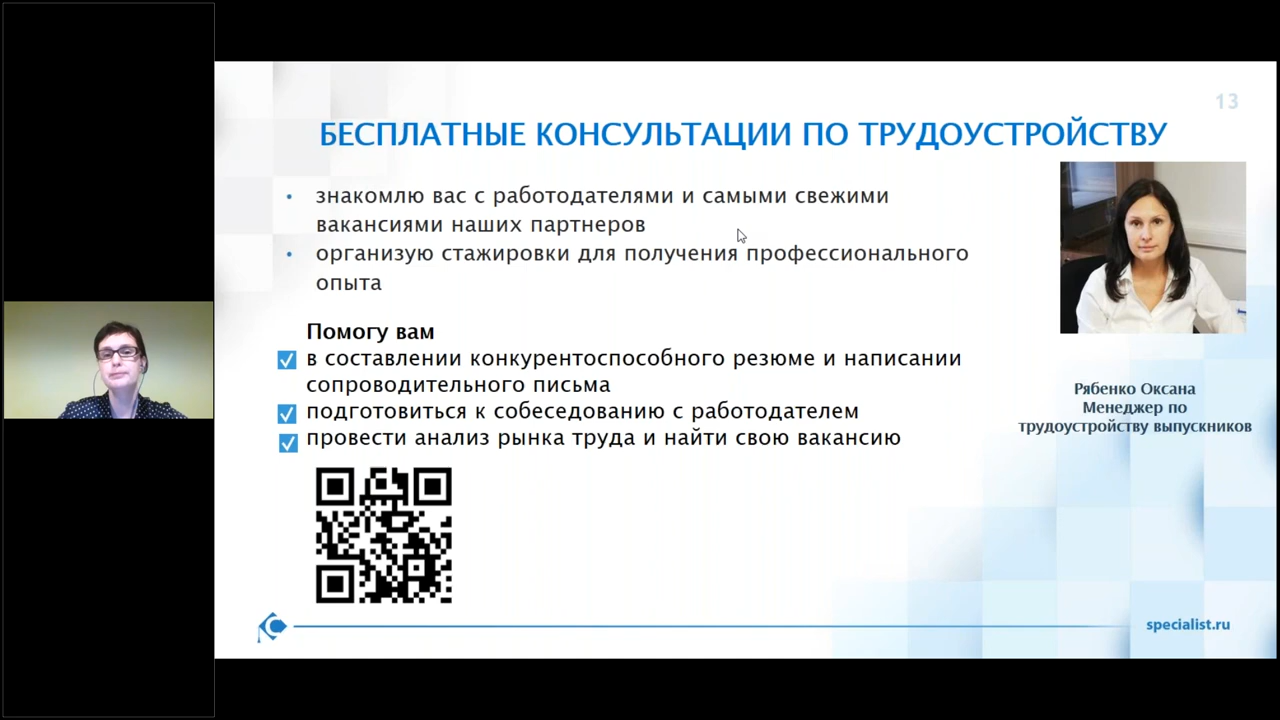 13
БЕСПЛАТНЫЕ КОНСУЛЬТАЦИИ ПО ТРУДОУСТРОЙСТВУ
• знакомлю вас с работодателями и самыми свежими
вакансиями наших партнеров
• организую стажировки для получения профессионального
опыта
Помогу вам
в составлении конкурентоспособного резюме и написании
сопроводительного письма
подготовиться к собеседованию с работодателем
провести анализ рынка труда и найти свою вакансию
Рябенко Оксана
Менеджер по
трудоустройству выпускников
specialist.ru